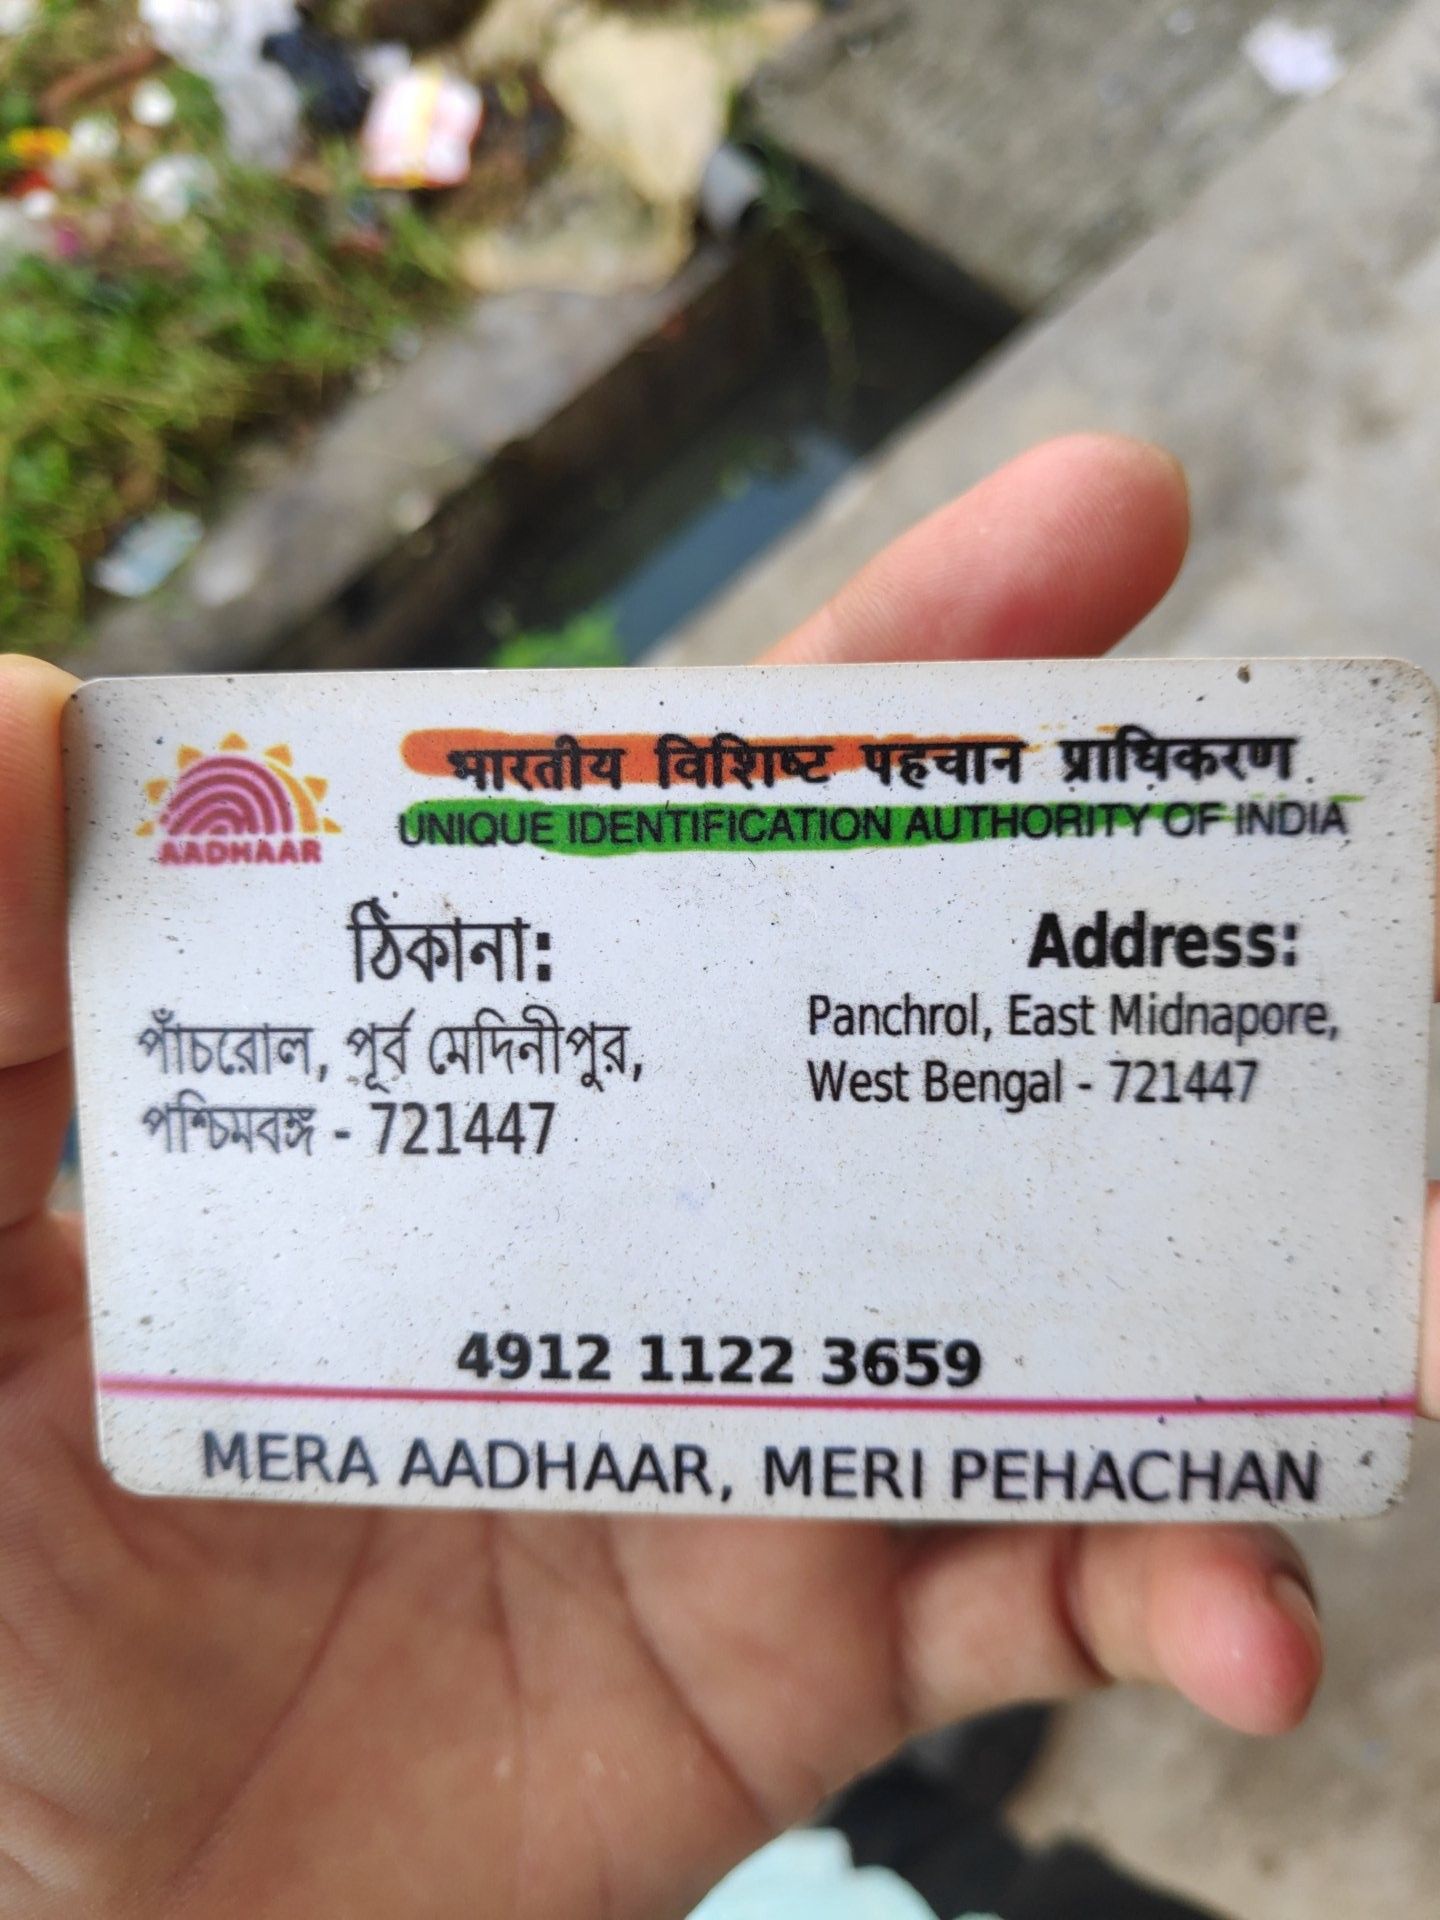 भारतीय विशिष्ट पहचान प्राधिकरण
UNIQUE IDENTIFICATION AUTHORITY OF INDIA
AADHAAR
ঠিকানা:
পাঁচরোল, পূর্ব মেদিনীপুর,
পশ্চিমবঙ্গ - 721447
Address:
Panchrol, East Midnapore,
West Bengal - 721447
4912 1122 3659
MERA AADHAAR, MERI PEHACHAN